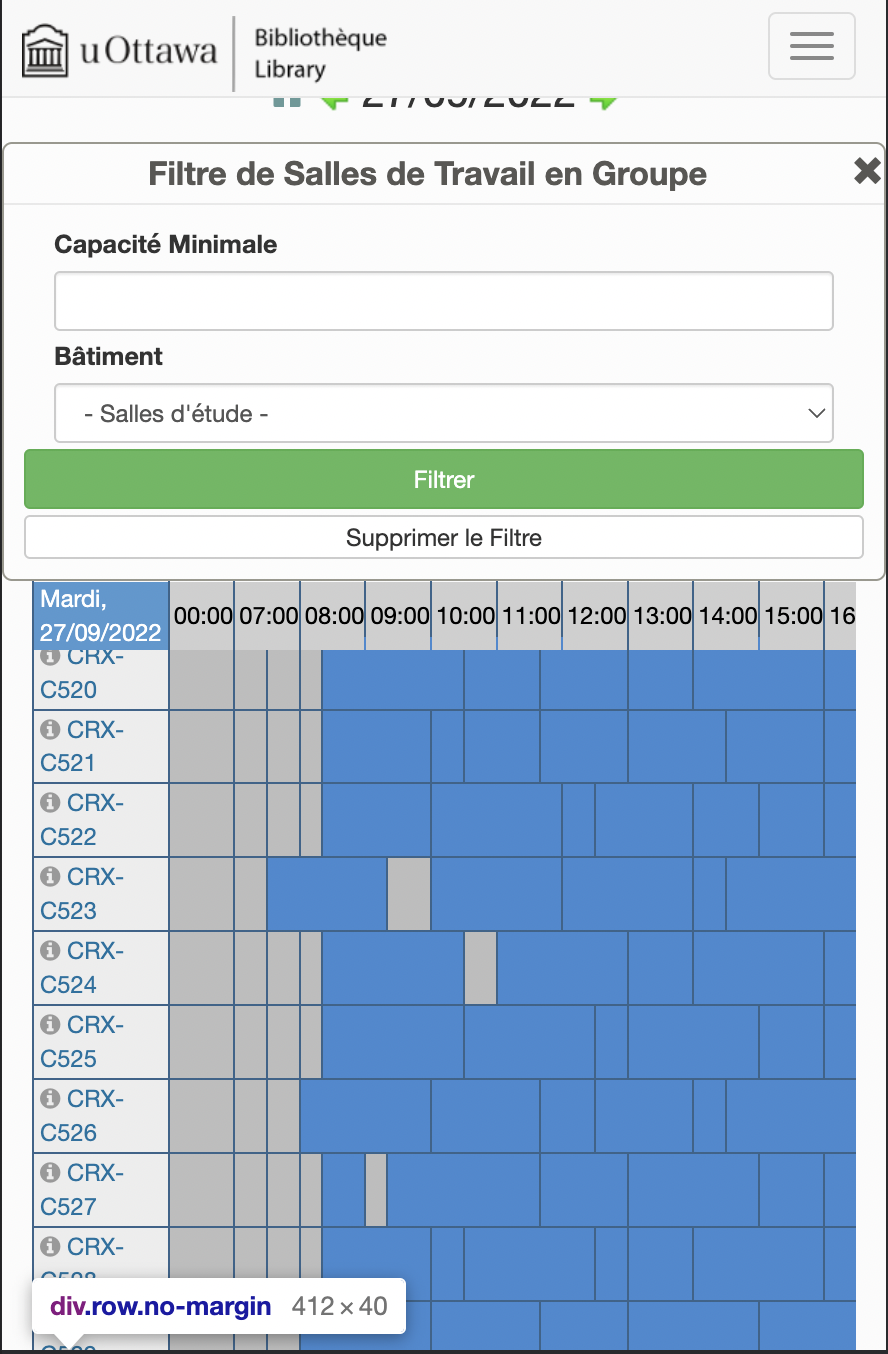 uOttawa
Bibliothèque
Library
27/09/2022
Filtre de Salles de Travail en Groupe
Capacité Minimale
Bâtiment
- Salles d'étude -
Filtrer
Supprimer le Filtre
Mardi,
27/09/2022
00:00 07:00 08:00 09:00 10:00 11:00 12:00 13:00 14:00 15:00 16
CRX-
C520
CRX-
C521
CRX-
C522
CRX-
C523
CRX-
C524
CRX-
C525
CRX-
C526
CRX-
C527
CRX-
div.row.no-margin 412 × 40